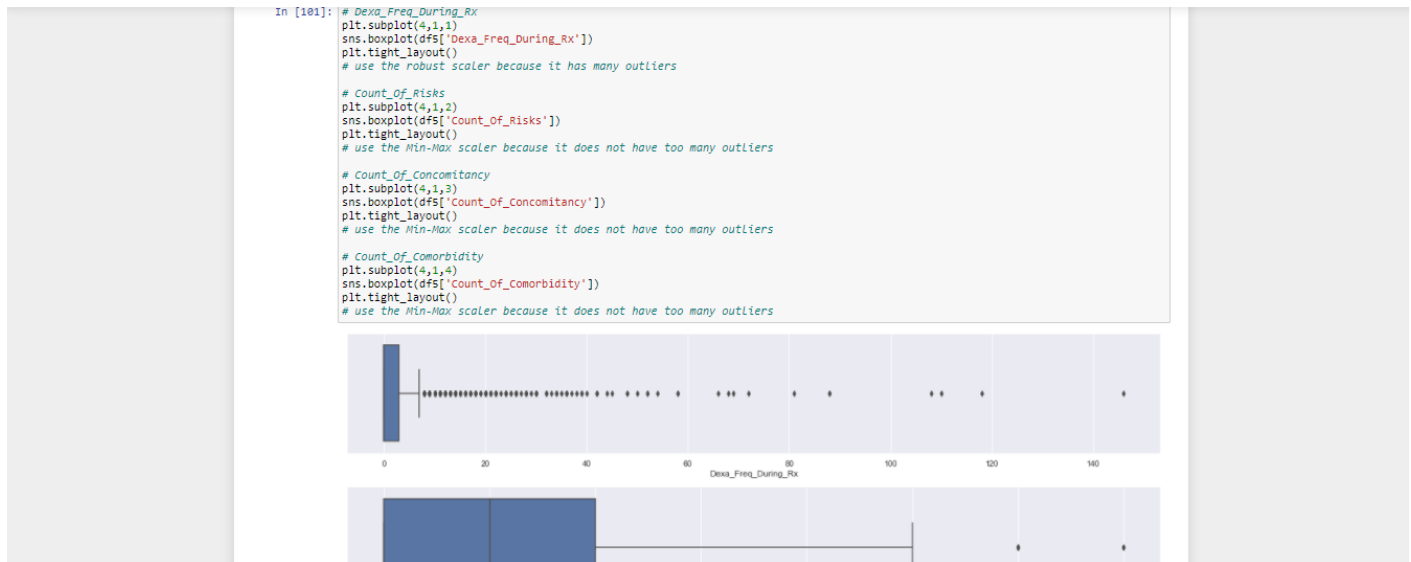 In [101]: # Dexa_Freq_During_Rx
plt.subplot(4,1,1)
sns.boxplot(df5['Dexa_Freq_During_Rx'])
plt.tight_layout()
# use the robust scaler because it has many outliers
# Count_Of_Risks
plt.subplot(4,1,2)
sns.boxplot(df5['Count_Of_Risks'])
plt.tight_layout()
# use the Min-Max scaler because it does not have too many outliers
# Count_Of_Concomitancy
plt.subplot(4,1,3)
sns.boxplot(df5['Count_Of_Concomitancy'])
plt.tight_layout()
# use the Min-Max scaler because it does not have too many outliers
# Count_Of_Comorbidity
plt.subplot(4,1,4)
sns.boxplot(df5['Count_Of_Comorbidity'])
plt.tight_layout()
# use the Min-Max scaler because it does not have too many outliers
0 20 40 60 80 100 120 140
Dexa_Freq_During_Rx